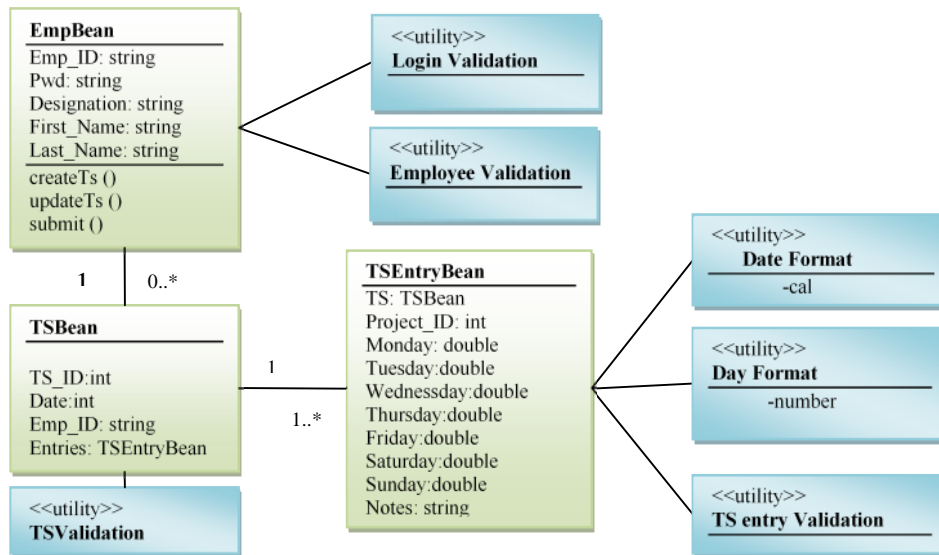 EmpBean
Emp_ID: string
Pwd: string
Designation: string
First_Name: string
Last_Name: string
createTs ()
updateTs ()
submit ()
<<utility>>
Login Validation
<<utility>>
Employee Validation
1
0..*
TSBean
TS_ID:int
Date:int
Emp_ID: string
Entries: TSEntryBean
<<utility>>
TSValidation
1
1..*
TSEntryBean
TS: TSBean
Project_ID: int
Monday: double
Tuesday:double
Wednessday:double
Thursday:double
Friday:double
Saturday:double
Sunday:double
Notes: string
<<utility>>
Date Format
-cal
<<utility>>
Day Format
-number
<<utility>>
TS entry Validation